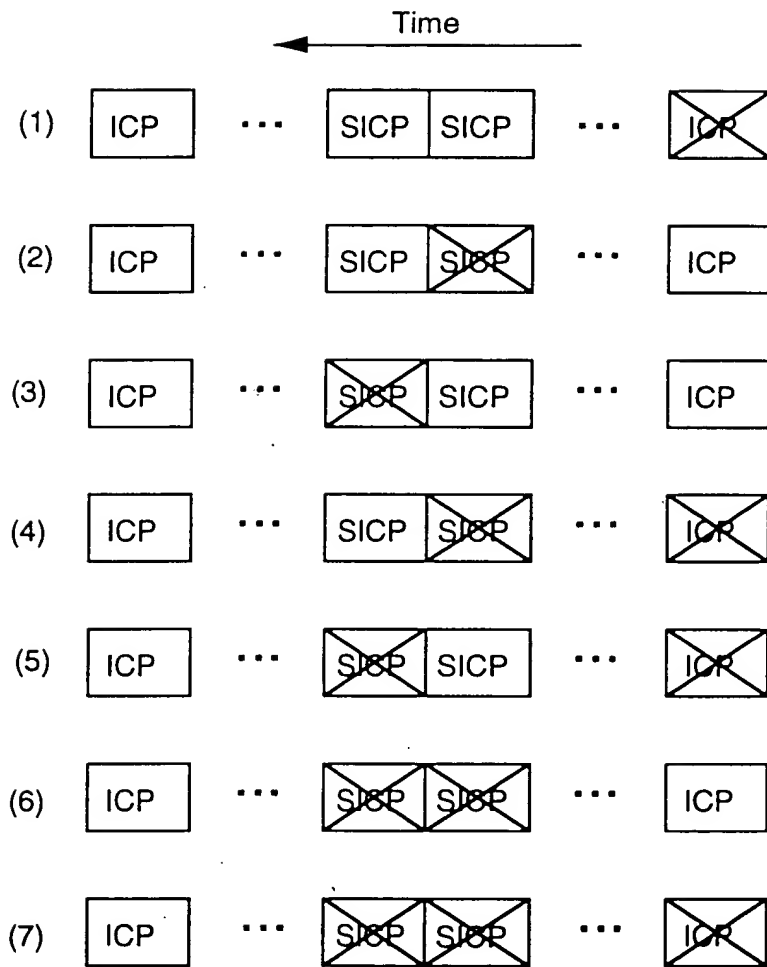 Time
(1) ICP ... SICP SICP ... ICP
(2) ICP ... SICP SICP ... ICP
(3) ICP ... SICP SICP ... ICP
(4) ICP ... SICP SICP ... ICP
(5) ICP ... SICP SICP ... ICP
(6) ICP ... SICP SICP ... ICP
(7) ICP ... SICP SICP ... ICP